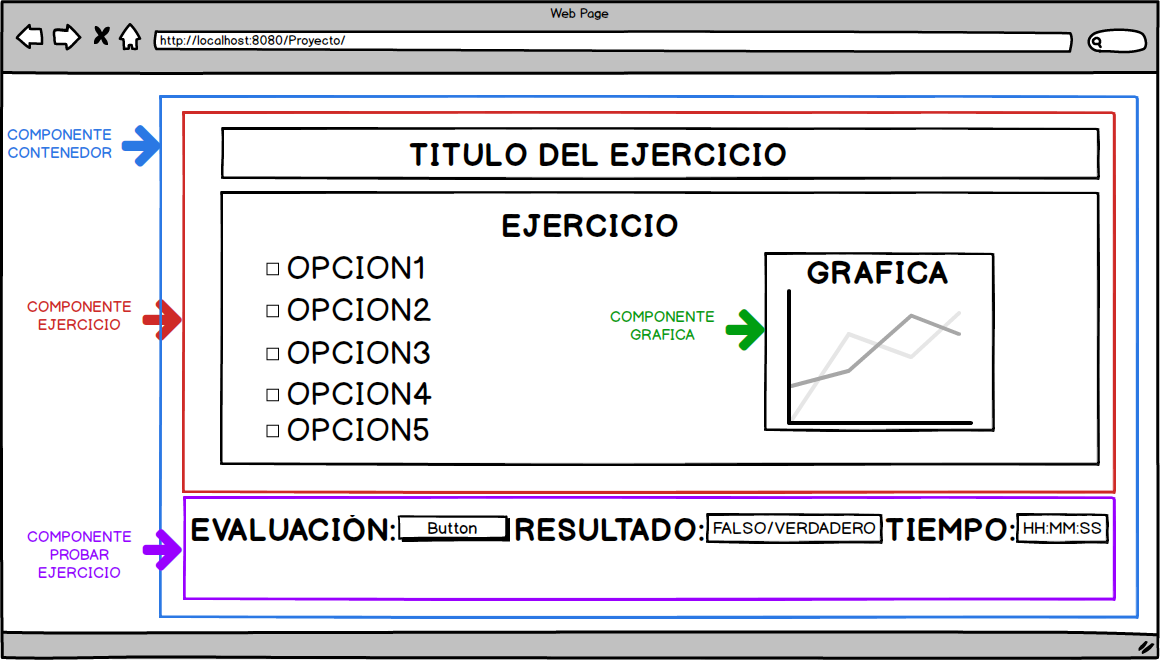 Web Page
http://localhost:8080/Proyecto/
COMPONENTE
CONTENEDOR
TITULO DEL EJERCICIO
EJERCICIO
OPCION1
OPCION2
OPCION3
OPCION4
OPCION5
GRAFICA
COMPONENTE
GRAFICA
COMPONENTE
EJERCICIO
EVALUACIÓN: Button RESULTADO: FALSO/VERDADERO TIEMPO: HH:MM:SS
COMPONENTE
PROBAR
EJERCICIO